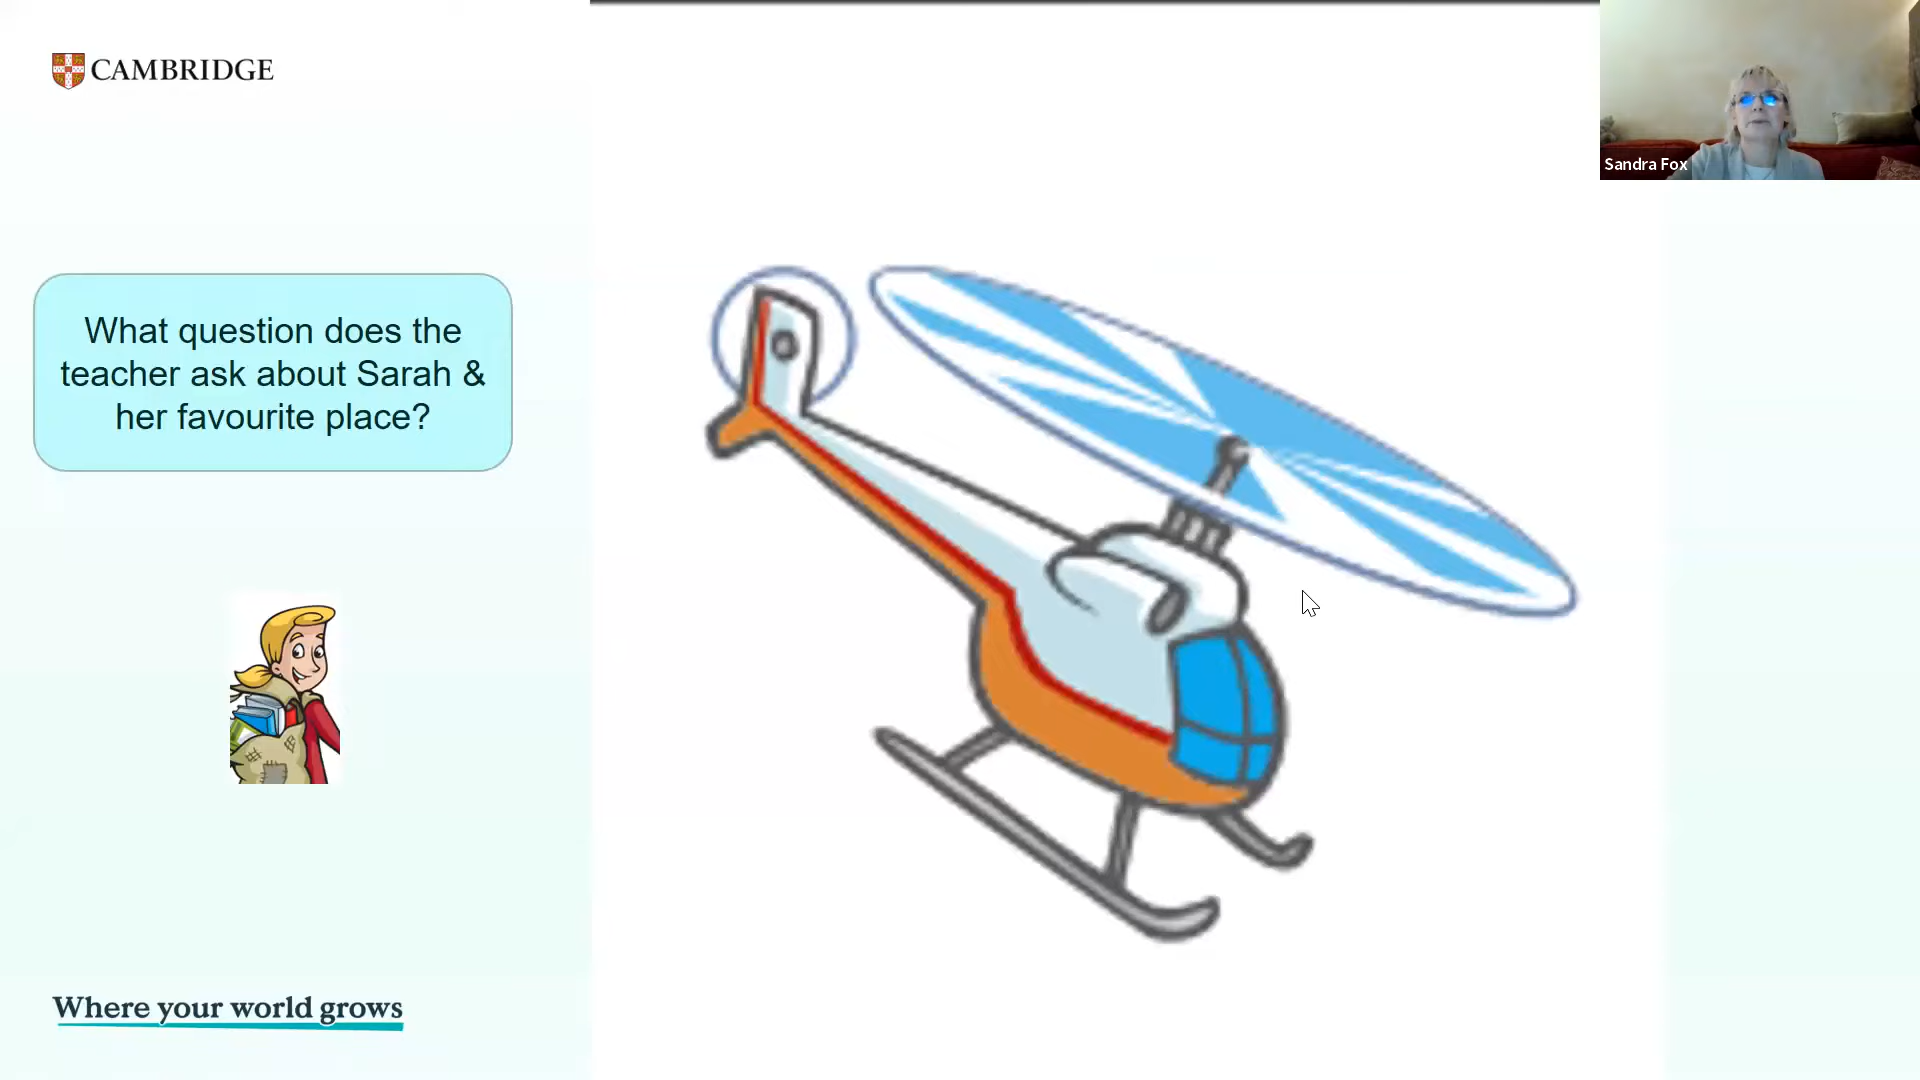 CAMBRIDGE
Sandra Fox
What question does the
teacher ask about Sarah &
her favourite place?
Where your world grows